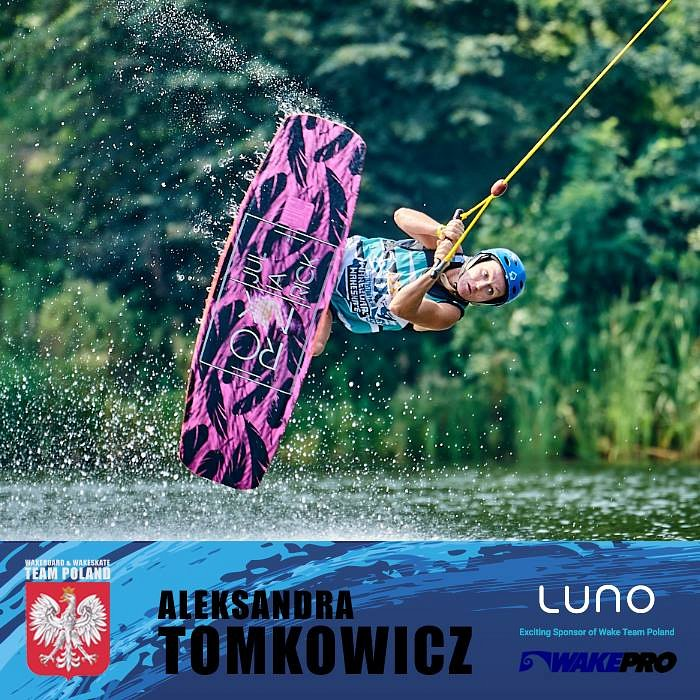 WAKEBOARD & WAKESKATE
TEAM POLAND
ALEKSANDRA
TOMKOWICZ
LUNO
Exciting Sponsor of Wake Team Poland
WAKEPRO